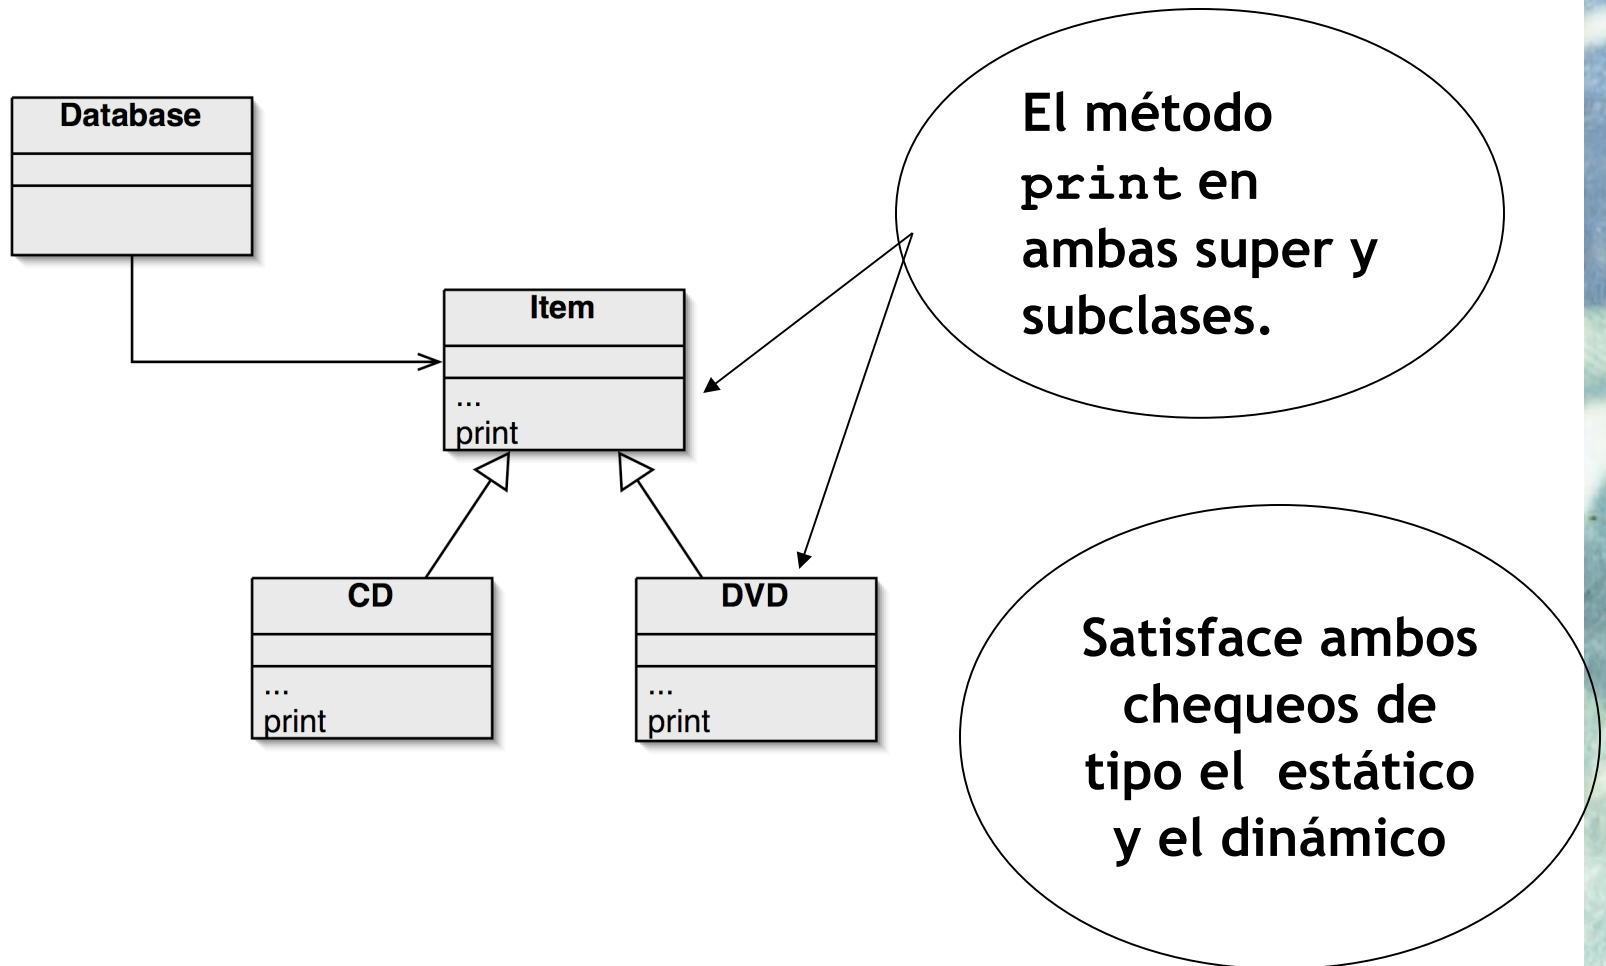 Database
El método
print en
ambas super y
subclases.
Item
...
print
CD
...
print
DVD
...
print
Satisface ambos
chequeos de
tipo el  estático
y el dinámico